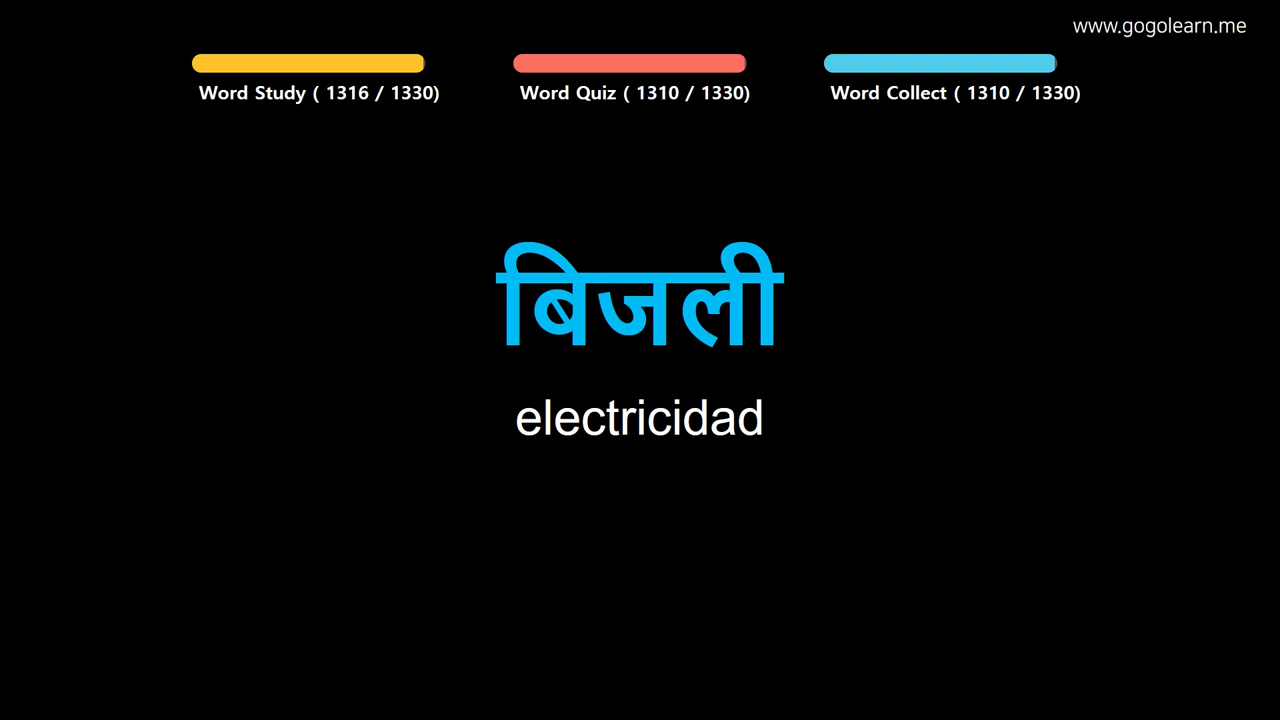 www.gogolearn.me
Word Study ( 1316 / 1330)
Word Quiz ( 1310 / 1330)
Word Collect ( 1310 / 1330)
बिजली
electricidad